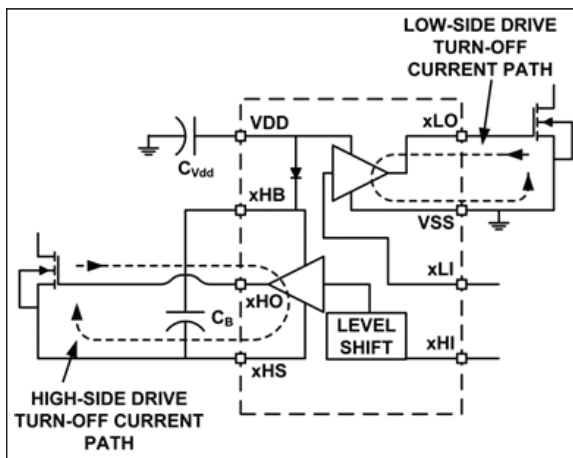 LOW-SIDE DRIVE
TURN-OFF
CURRENT PATH
VDD
xLO
CVdd
xHB
VSS
xHO
xLI
CB
LEVEL
SHIFT
xHI
xHS
HIGH-SIDE DRIVE
TURN-OFF CURRENT
PATH